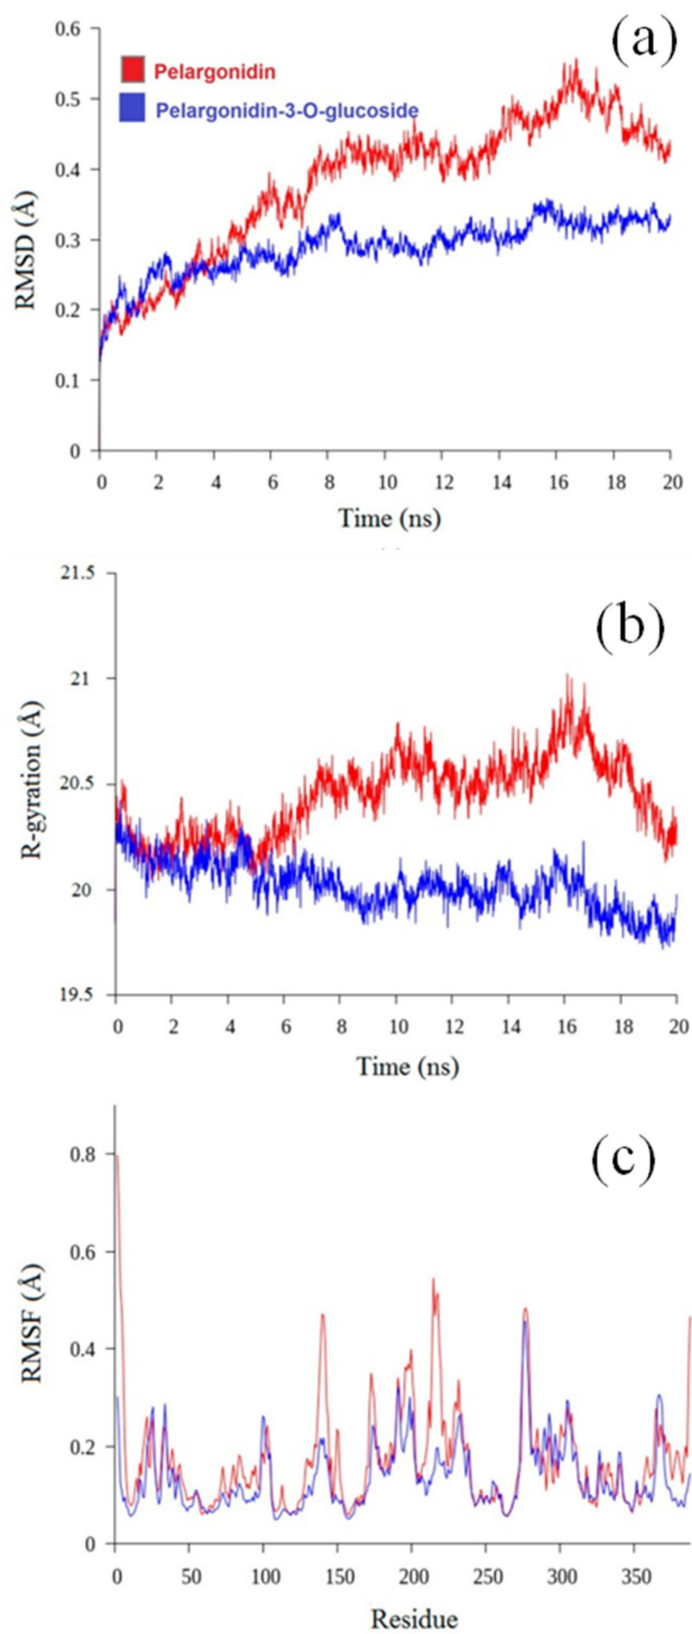 (a)
0.6
Pelargonidin
Pelargonidin-3-O-glucoside
0.5
0.4
0.3
0.2
0.1
0
RMSD (Å)
0 2 4 6 8 10 12 14 16 18 20
Time (ns)
(b)
21.5
21
20.5
20
19.5
R-gyration (Å)
0 2 4 6 8 10 12 14 16 18 20
Time (ns)
(c)
0.8
0.6
0.4
0.2
0
RMSF (Å)
0 50 100 150 200 250 300 350
Residue